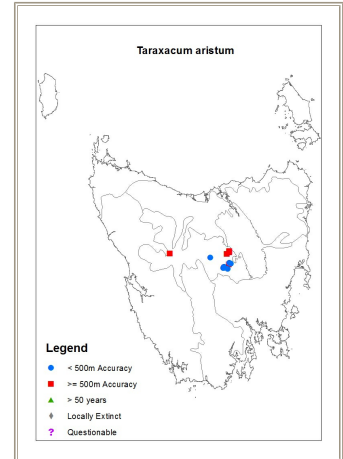 Taraxacum aristum
Legend
< 500m Accuracy
>= 500m Accuracy
> 50 years
Locally Extinct
? Questionable